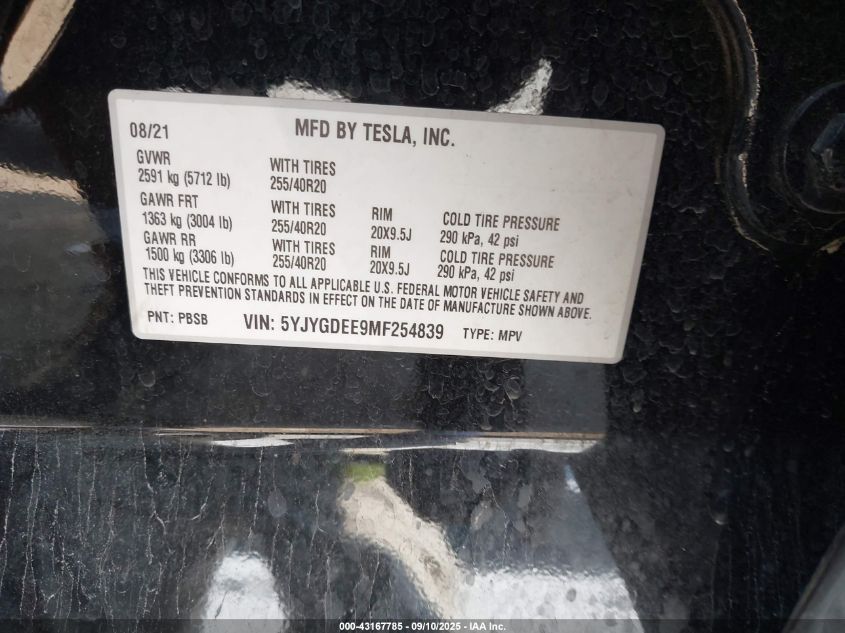 08/21 MFD BY TESLA, INC.
GVWR WITH TIRES
2591 kg (5712 lb) 255/40R20
GAWR FRT WITH TIRES RIM COLD TIRE PRESSURE
1363 kg (3004 lb) 255/40R20 20X9.5J 290 kPa, 42 psi
GAWR RR WITH TIRES RIM COLD TIRE PRESSURE
1500 kg (3306 lb) 255/40R20 20X9.5J 290 kPa, 42 psi
THIS VEHICLE CONFORMS TO ALL APPLICABLE U.S. FEDERAL MOTOR VEHICLE SAFETY AND
THEFT PREVENTION STANDARDS IN EFFECT ON THE DATE OF MANUFACTURE SHOWN ABOVE.
PNT: PBSB VIN: 5YJYGDEE9MF254839 TYPE: MPV
000-43167785 - 09/10/2025 - IAA Inc.